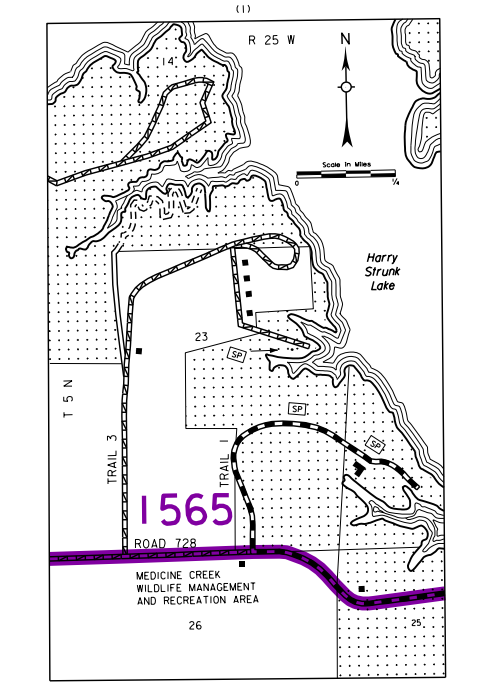 (1)
R 25 W
N
14
Scale in Miles
0 ¼
Harry
Strunk
Lake
23
SP
T 5 N
SP
SP
TRAIL 3
TRAIL 1
1565
ROAD 728
MEDICINE CREEK
WILDLIFE MANAGEMENT
AND RECREATION AREA
26
25